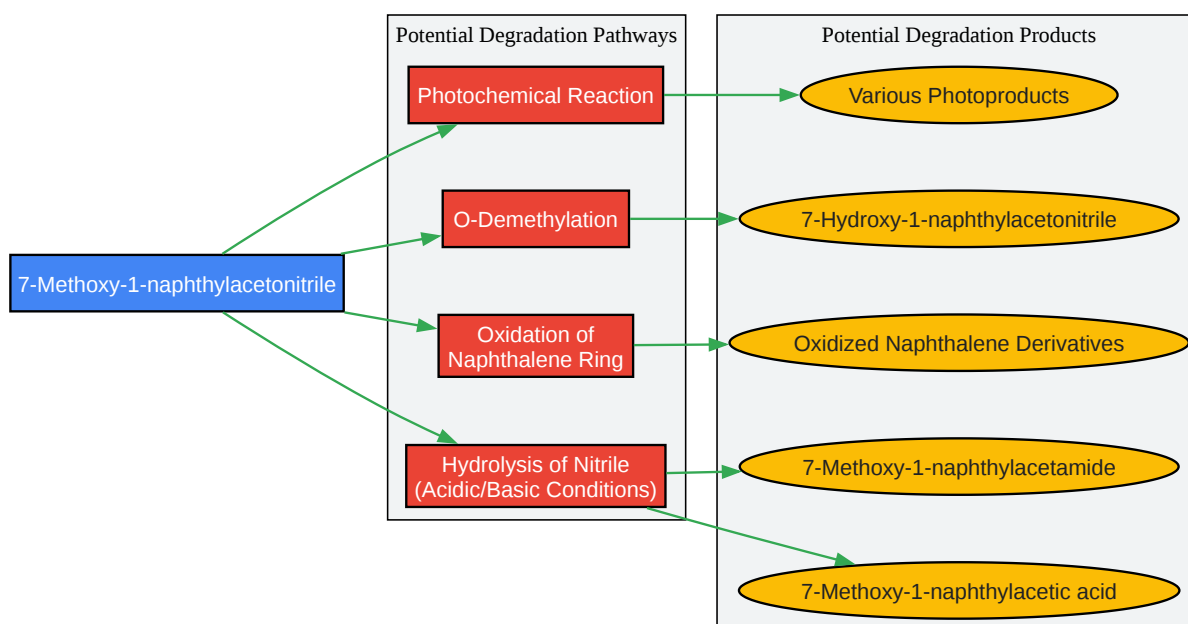 Potential Degradation Pathways
Potential Degradation Products
Photochemical Reaction
Various Photoproducts
O-Demethylation
7-Hydroxy-1-naphthylacetonitrile
7-Methoxy-1-naphthylacetonitrile
Oxidation of
Naphthalene Ring
Oxidized Naphthalene Derivatives
Hydrolysis of Nitrile
(Acidic/Basic Conditions)
7-Methoxy-1-naphthylacetamide
7-Methoxy-1-naphthylacetic acid